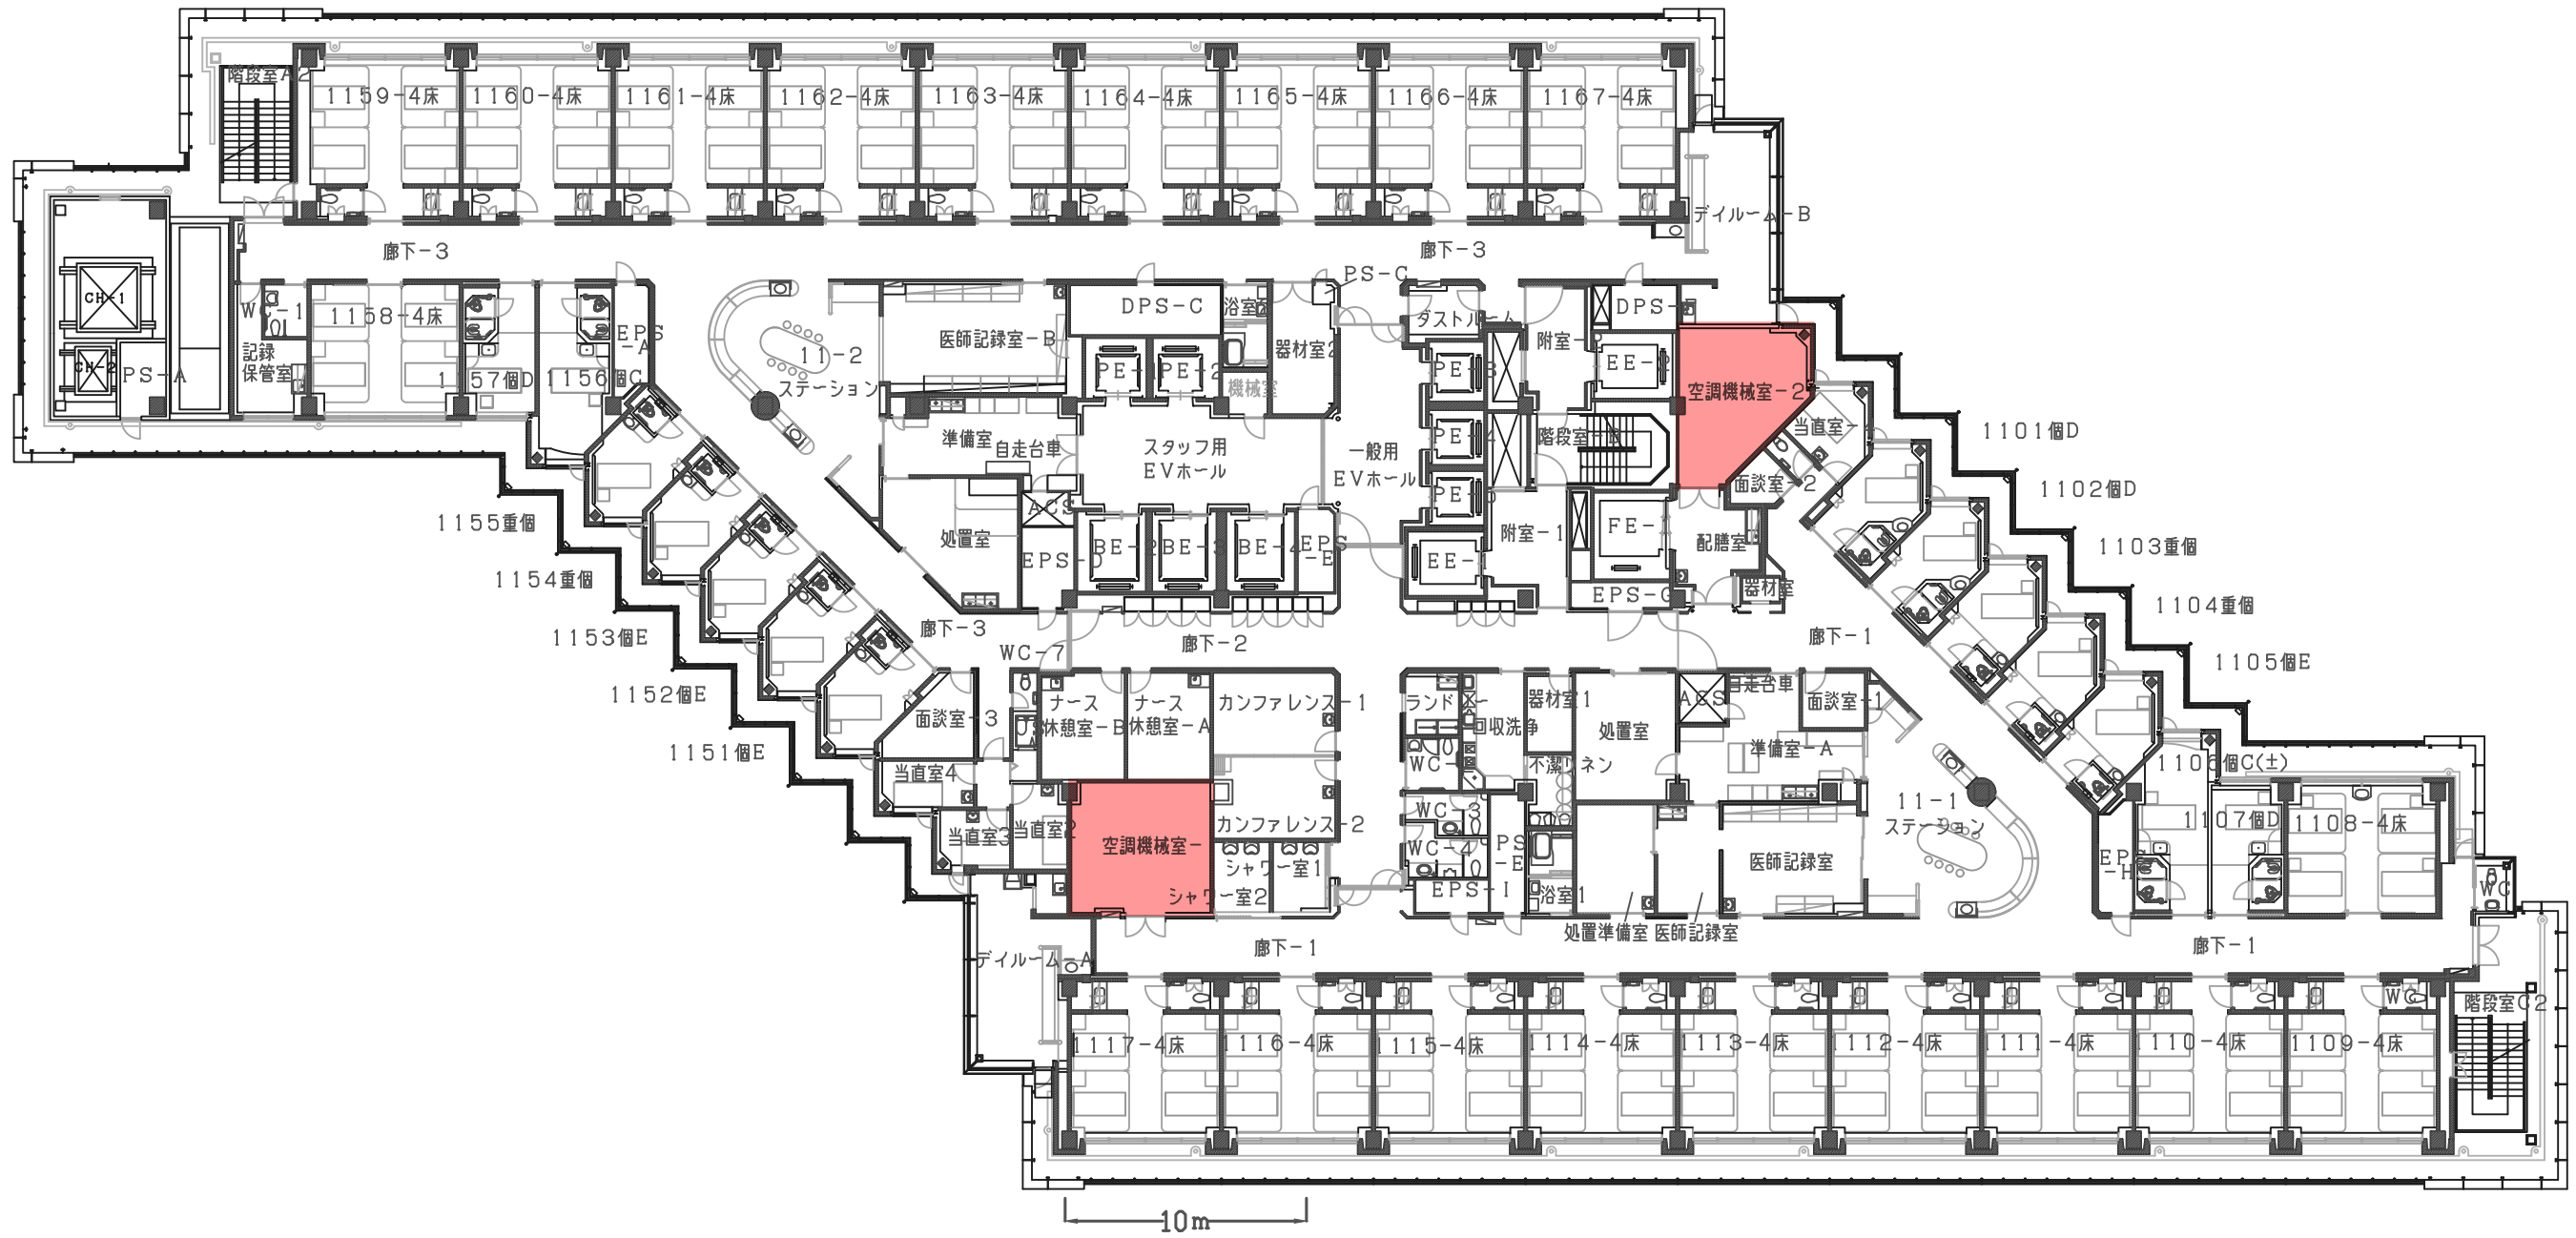 階段室A2
1159-4床
1160-4床
1161-4床
1162-4床
1163-4床
1164-4床
1165-4床
1166-4床
1167-4床
デイルーム-B
廊下-3
廊下-3
PS-C
CH-1
CH-2
PS-A
WC-1
記録
保管室
1158-4床
1157個D
1156個C
EPS
-A
11-2
ステーション
医師記録室-B
DPS-C
浴室
器材室2
ダストルーム
附室-
DPS-
PE-
PE-2
機械室
PE-3
EE-2
空調機械室-2
準備室
自走台車
スタッフ用
EVホール
一般用
EVホール
PE-4
階段室-B
当直室-
1101個D
面談室-2
1102個D
PE-5
ACS
1155重個
処置室
EPS-D
BE-2
BE-3
BE-4
EPS
-E
EE-
附室-1
FE-
配膳室
1103重個
1154重個
EPS-G
器材室
1104重個
1153個E
廊下-3
WC-7
廊下-2
廊下-1
1105個E
1152個E
面談室-3
ナース
休憩室-B
ナース
休憩室-A
カンファレンス-1
ランドリー
回収洗浄
器材室1
処置室
ACS
自走台車
面談室-1
1151個E
当直室4
WC-
不潔リネン
準備室-A
1106個C(士)
当直室3
当直室2
空調機械室-
カンファレンス-2
WC-3
WC-4
PS
-E
11-1
ステーション
1107個D
1108-4床
シャワー室1
シャワー室2
EPS-I
浴室1
医師記録室
EPS
-H
WC
処置準備室
医師記録室
デイルーム-A
廊下-1
廊下-1
WC
階段室C2
1117-4床
1116-4床
1115-4床
1114-4床
1113-4床
1112-4床
1111-4床
1110-4床
1109-4床
10m